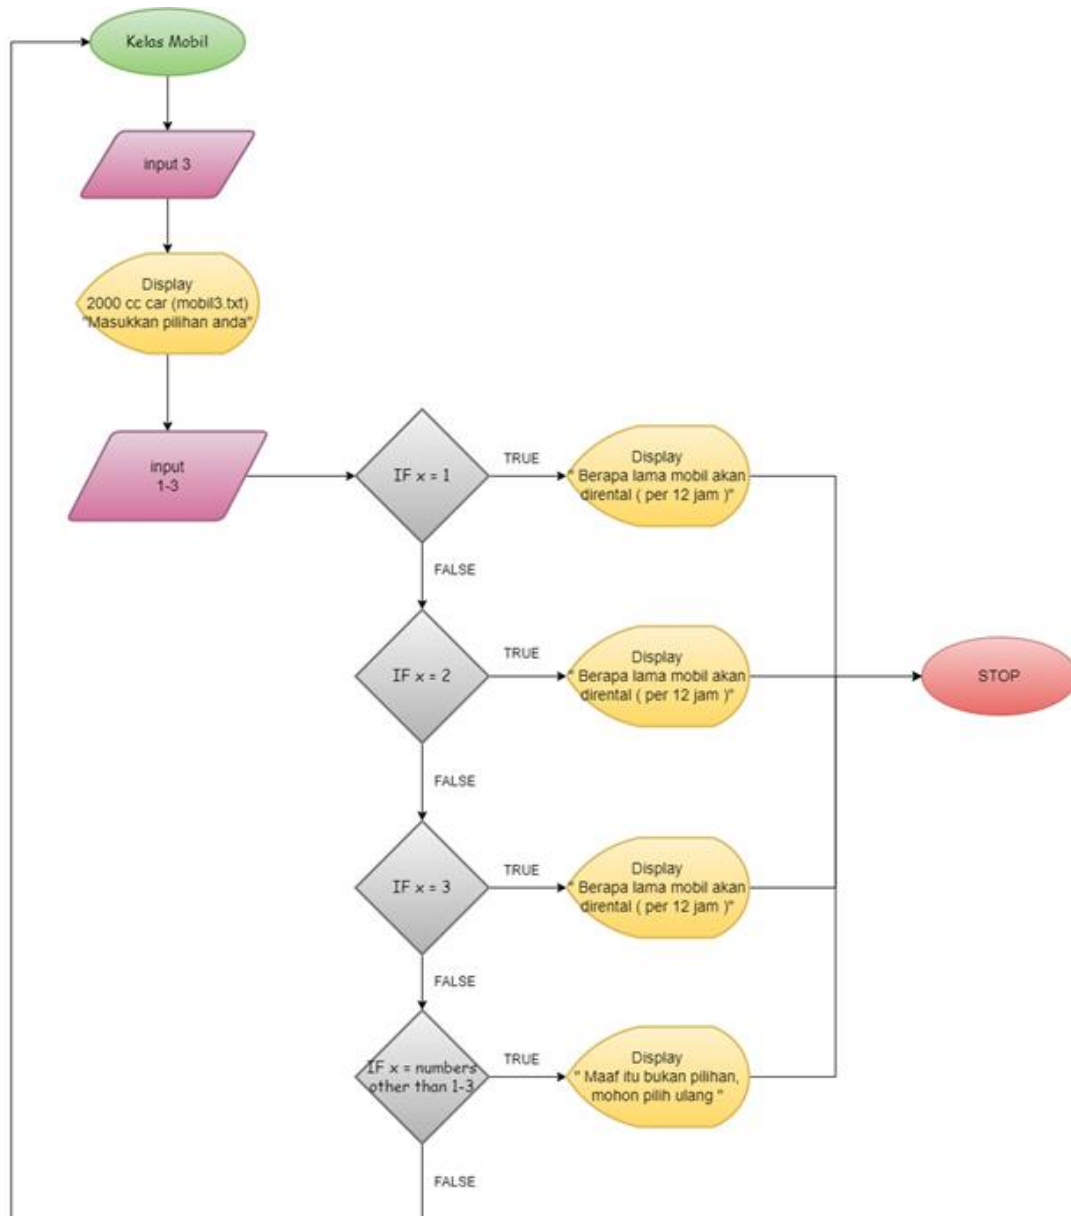 Kelas Mobil
input 3
Display
2000 cc car (mobil3.txt)
"Masukkan pilihan anda"
input
1-3
IF x = 1
TRUE
Display
" Berapa lama mobil akan
dirental ( per 12 jam )"
FALSE
IF x = 2
TRUE
Display
" Berapa lama mobil akan
dirental ( per 12 jam )"
STOP
FALSE
IF x = 3
TRUE
Display
" Berapa lama mobil akan
dirental ( per 12 jam )"
FALSE
IF x = numbers
other than 1-3
TRUE
Display
" Maaf itu bukan pilihan,
mohon pilih ulang "
FALSE